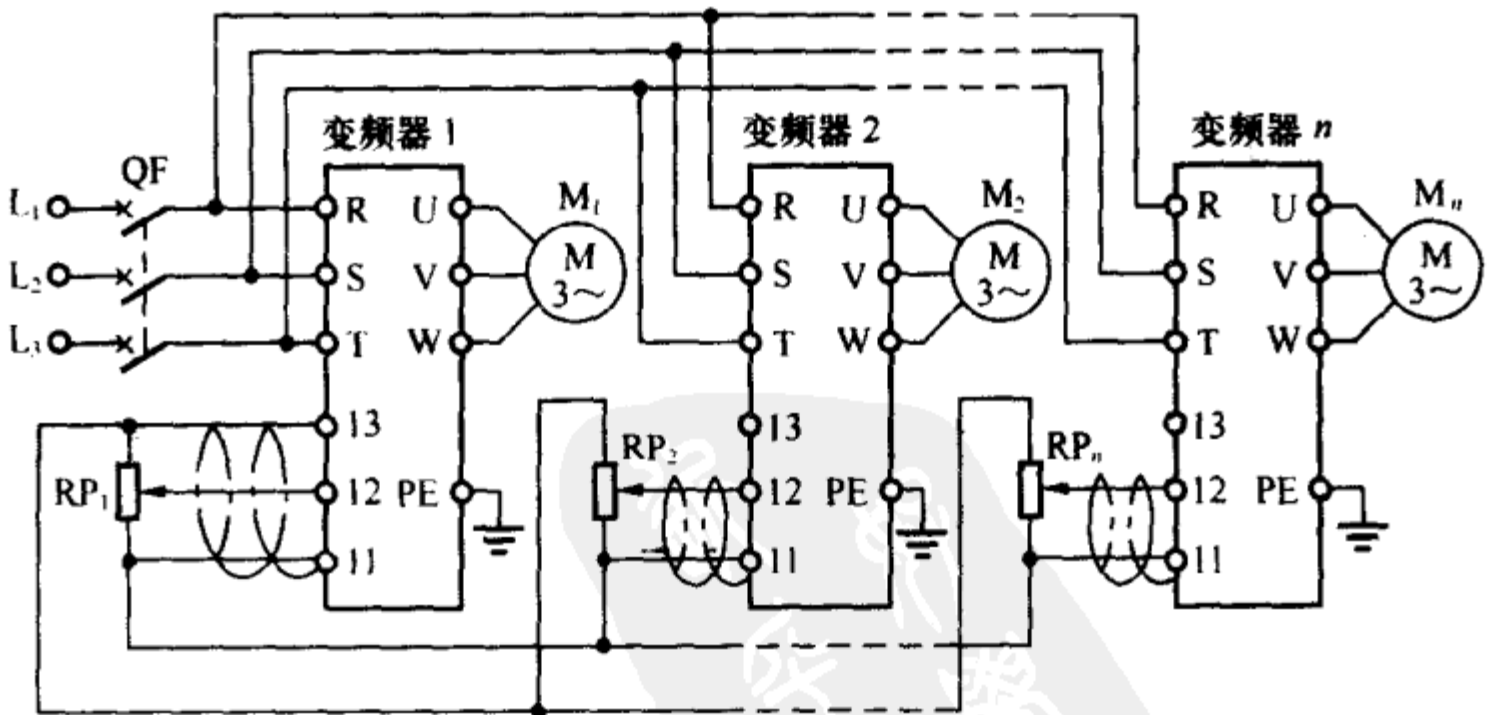 变频器 1
变频器 2
变频器 n
QF
L₁
L₂
L₃
R
S
T
U
V
W
M₁
M
3～
13
12
11
PE
RP₁
R
S
T
U
V
W
M₂
M
3～
13
12
11
PE
RP₂
R
S
T
U
V
W
Mₙ
M
3～
13
12
11
PE
RPₙ